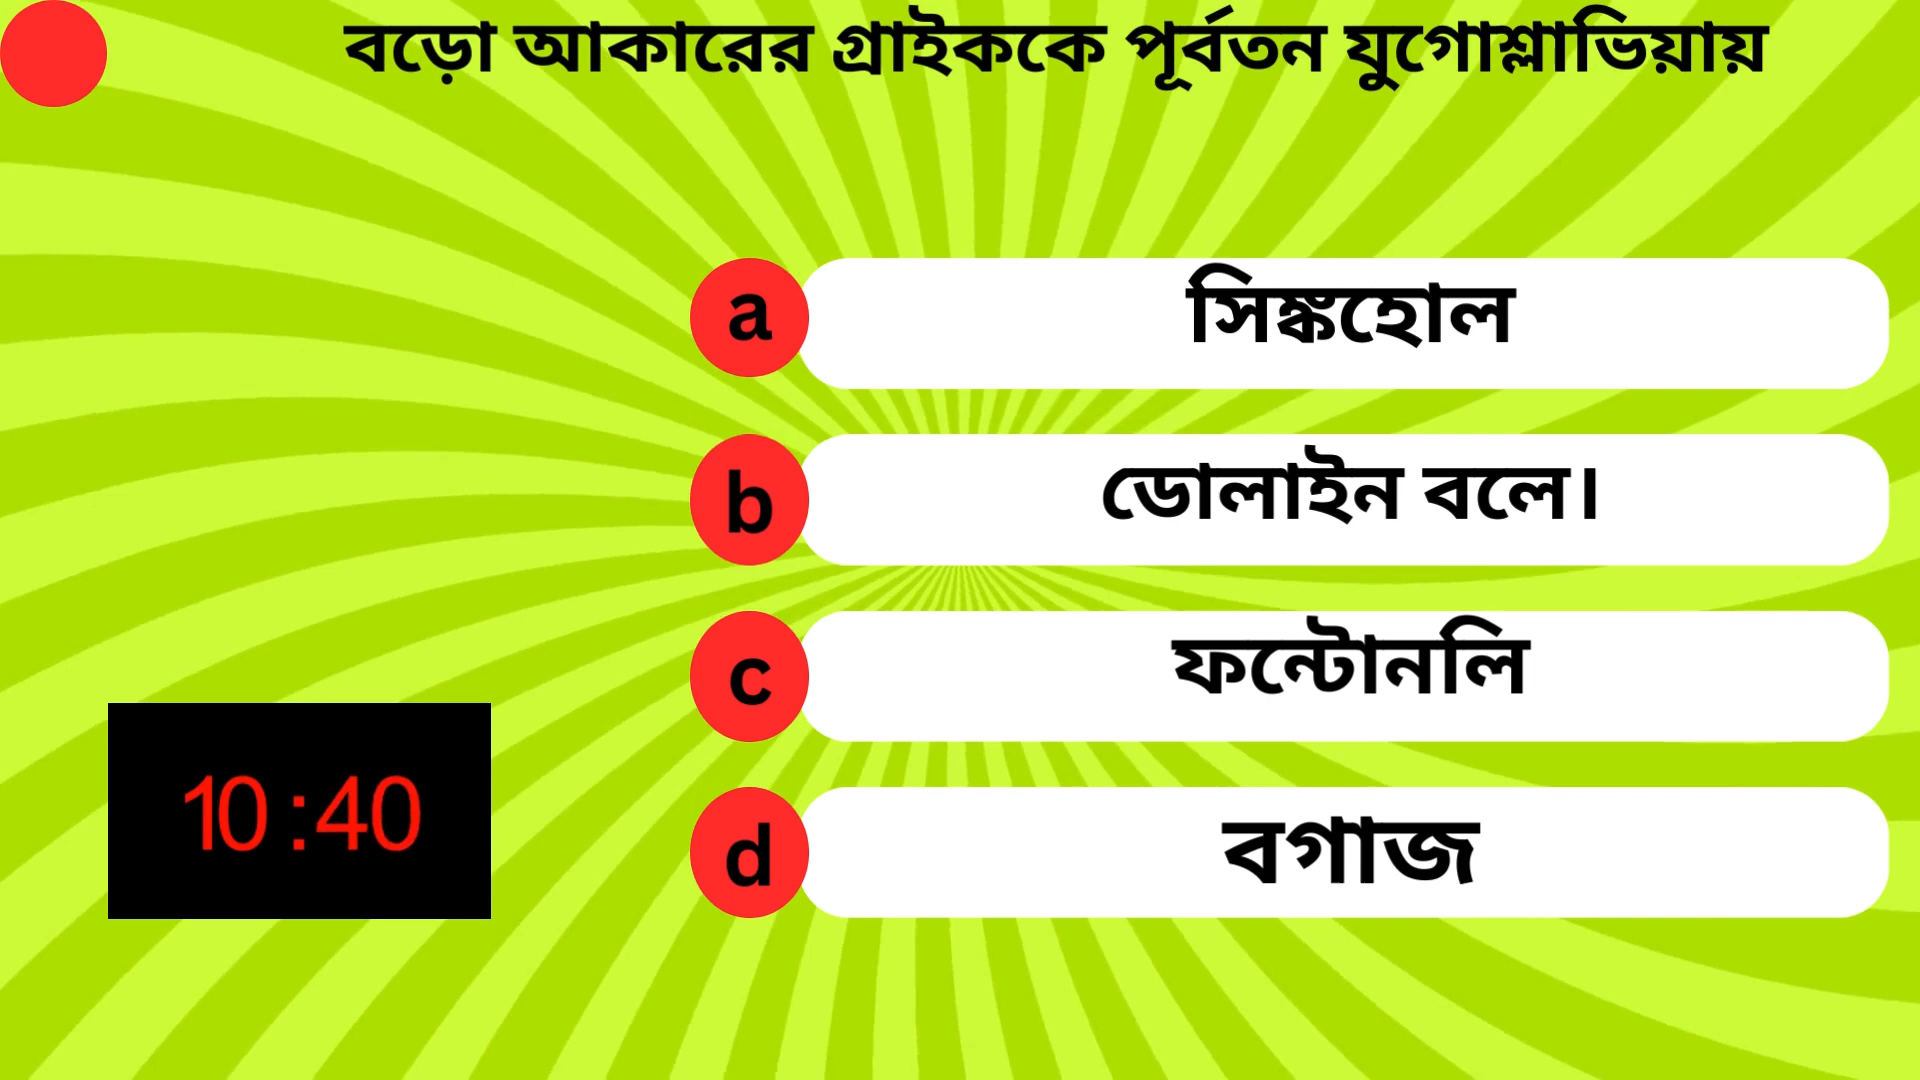 বড়ো আকারের গ্রাইককে পূর্বতন যুগোশ্লাভিয়ায়
a
সিঙ্কহোল
b
ডোলাইন বলে।
c
ফন্টোনলি
d
বগাজ
10:40